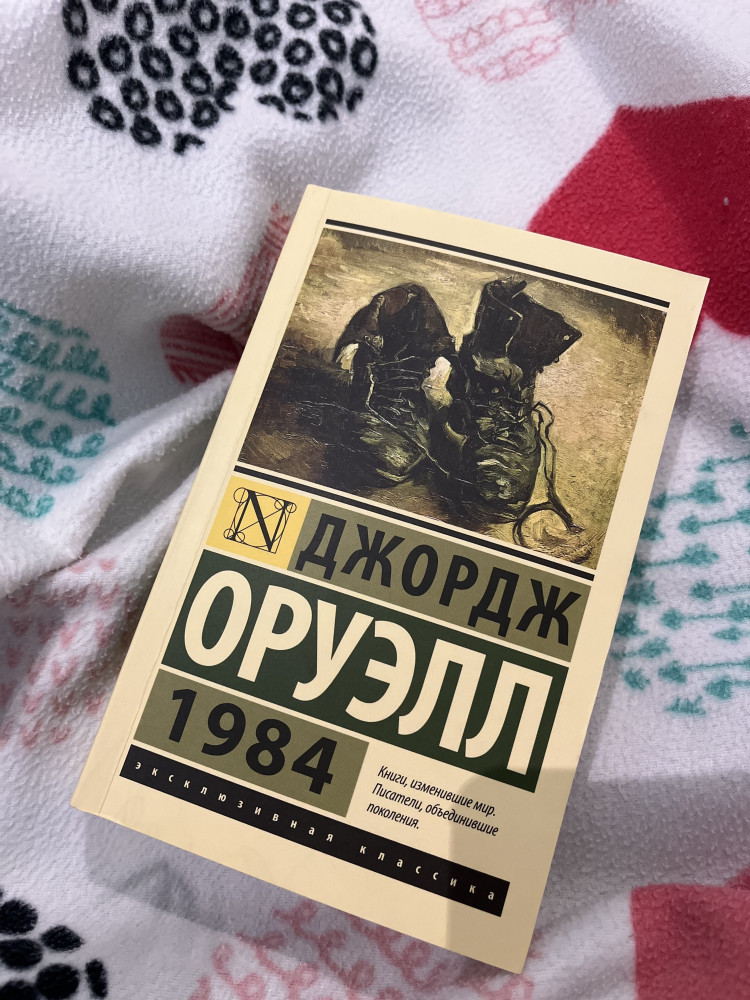 N
ДЖОРДЖ
ОРУЭЛЛ
1984
Книги, изменившие мир.
Писатели, объединившие
поколения.
эксклюзивная классика